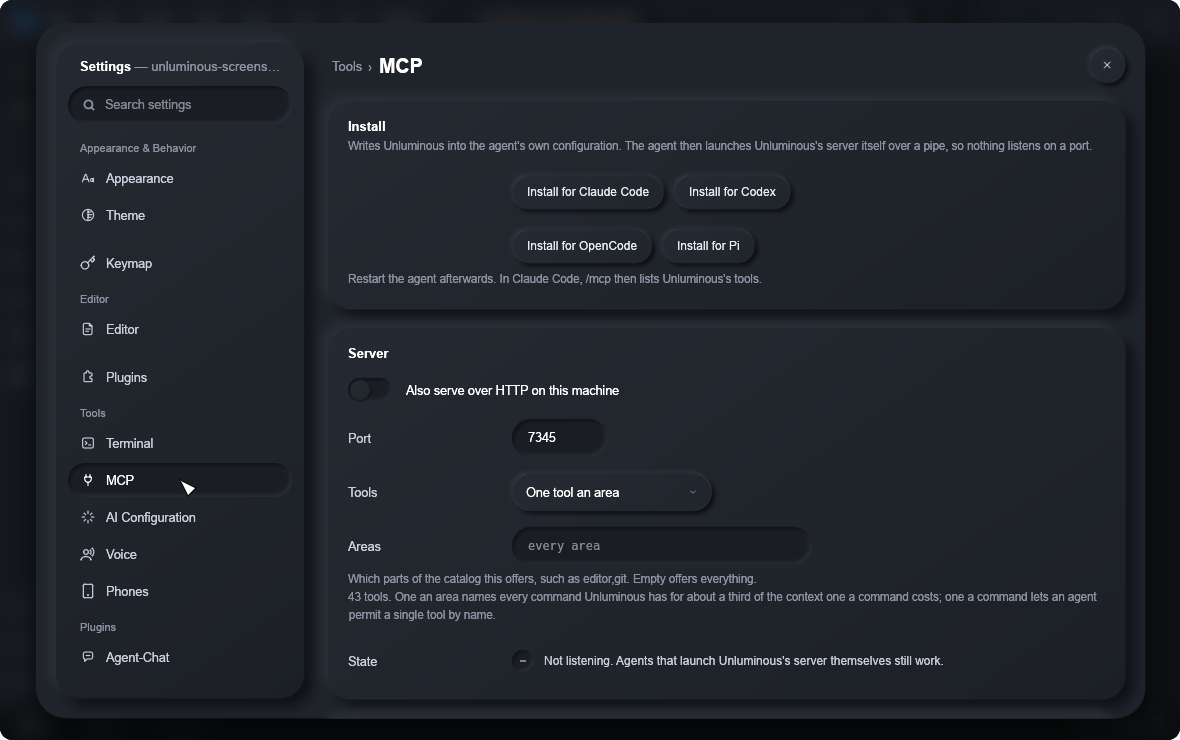 Settings — unluminous-screens…
Search settings
Appearance & Behavior
Appearance
Theme
Keymap
Editor
Editor
Plugins
Tools
Terminal
MCP
AI Configuration
Voice
Phones
Plugins
Agent-Chat
Tools › MCP
Install
Writes Unluminous into the agent's own configuration. The agent then launches Unluminous's server itself over a pipe, so nothing listens on a port.
Install for Claude Code
Install for Codex
Install for OpenCode
Install for Pi
Restart the agent afterwards. In Claude Code, /mcp then lists Unluminous's tools.
Server
Also serve over HTTP on this machine
Port
7345
Tools
One tool an area
Areas
every area
Which parts of the catalog this offers, such as editor,git. Empty offers everything.
43 tools. One an area names every command Unluminous has for about a third of the context one a command costs; one a command lets an agent
permit a single tool by name.
State
Not listening. Agents that launch Unluminous's server themselves still work.